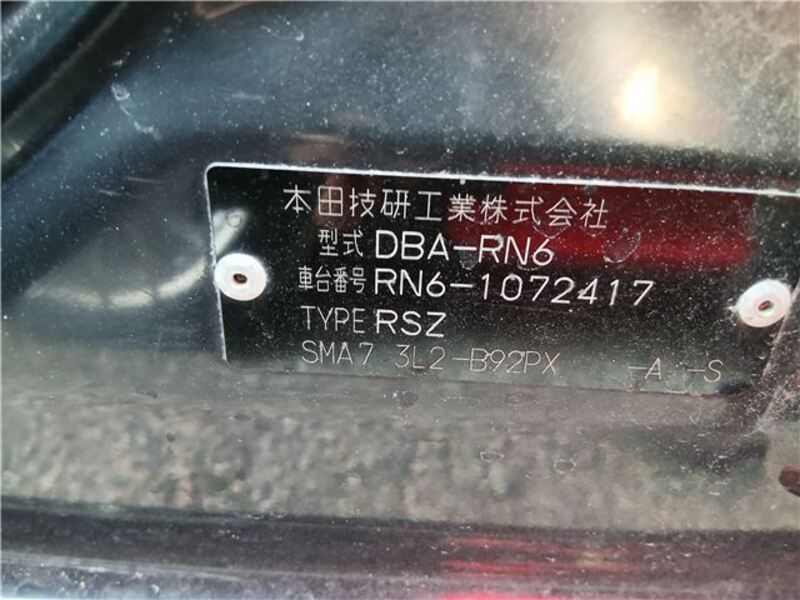 本田技研工業株式会社
型式 DBA-RN6
車台番号 RN6-1072417
TYPE RSZ
SMA7 3L2-B92PX -A -S